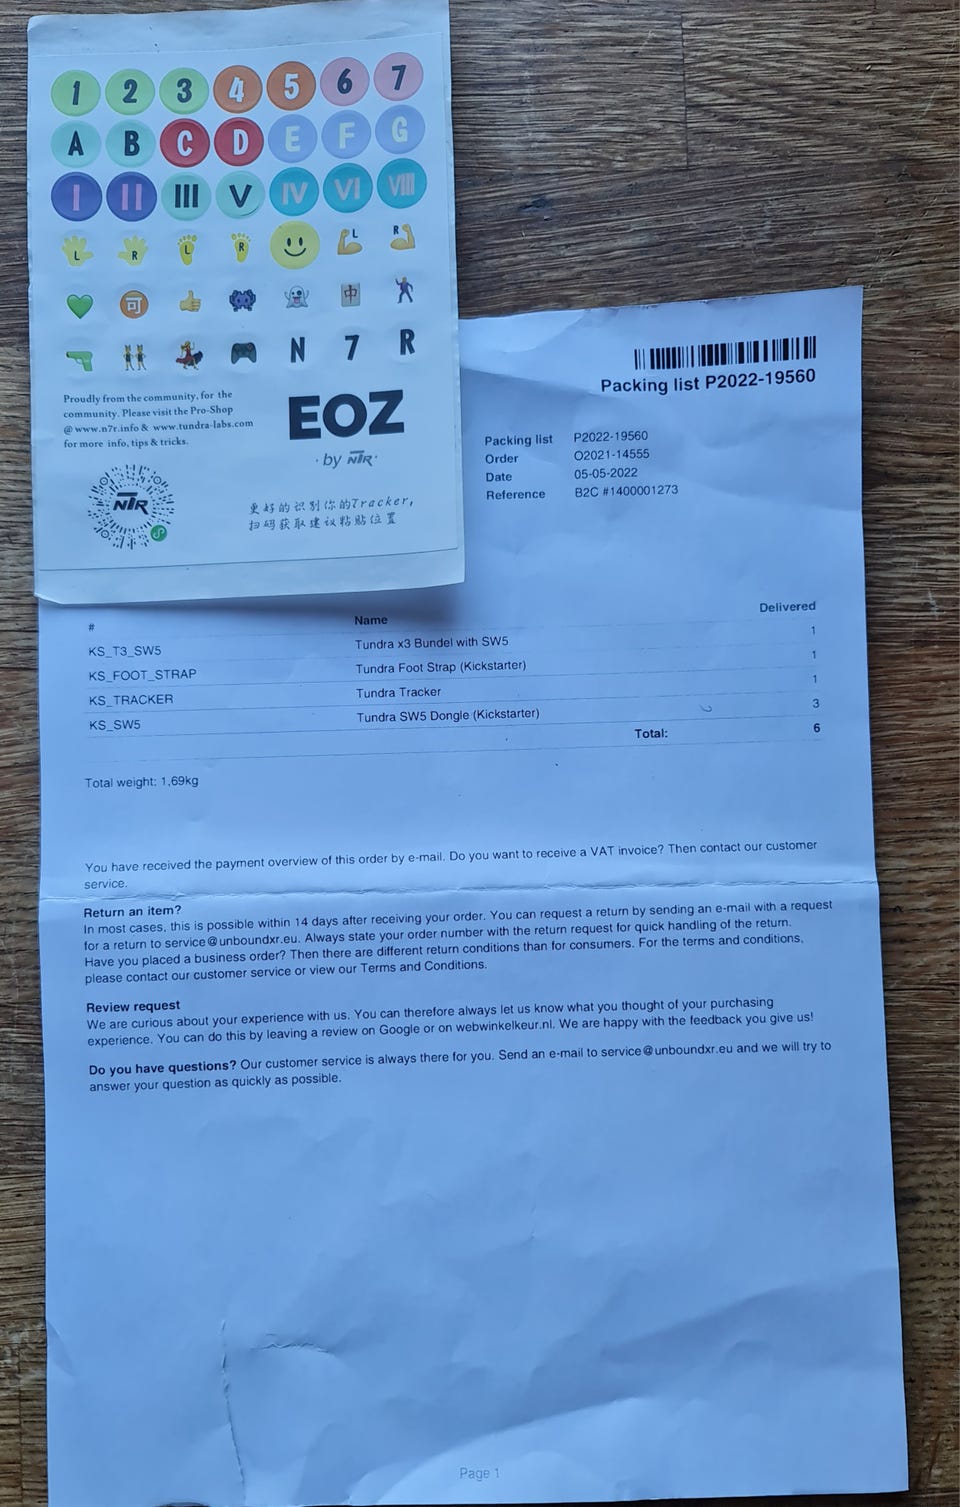 1 2 3 4 5 6 7
A B C D E F G
I II III V IV VI VIII
L R L R L R
可 中
N 7 R
Proudly from the community, for the
community. Please visit the Pro-Shop
@ www.n7r.info & www.tundra-labs.com
for more info, tips & tricks.
EOZ
· by N7R ·
N7R
更好的识别你的Tracker,
扫码获取建议粘贴位置
Packing list P2022-19560
Packing list P2022-19560
Order O2021-14555
Date 05-05-2022
Reference B2C #1400001273
# Name Delivered
KS_T3_SW5 Tundra x3 Bundel with SW5 1
KS_FOOT_STRAP Tundra Foot Strap (Kickstarter) 1
KS_TRACKER Tundra Tracker 1
KS_SW5 Tundra SW5 Dongle (Kickstarter) 3
Total: 6
Total weight: 1,69kg
You have received the payment overview of this order by e-mail. Do you want to receive a VAT invoice? Then contact our customer
service.
Return an item?
In most cases, this is possible within 14 days after receiving your order. You can request a return by sending an e-mail with a request
for a return to service@unboundxr.eu. Always state your order number with the return request for quick handling of the return.
Have you placed a business order? Then there are different return conditions than for consumers. For the terms and conditions,
please contact our customer service or view our Terms and Conditions.
Review request
We are curious about your experience with us. You can therefore always let us know what you thought of your purchasing
experience. You can do this by leaving a review on Google or on webwinkelkeur.nl. We are happy with the feedback you give us!
Do you have questions? Our customer service is always there for you. Send an e-mail to service@unboundxr.eu and we will try to
answer your question as quickly as possible.
Page 1